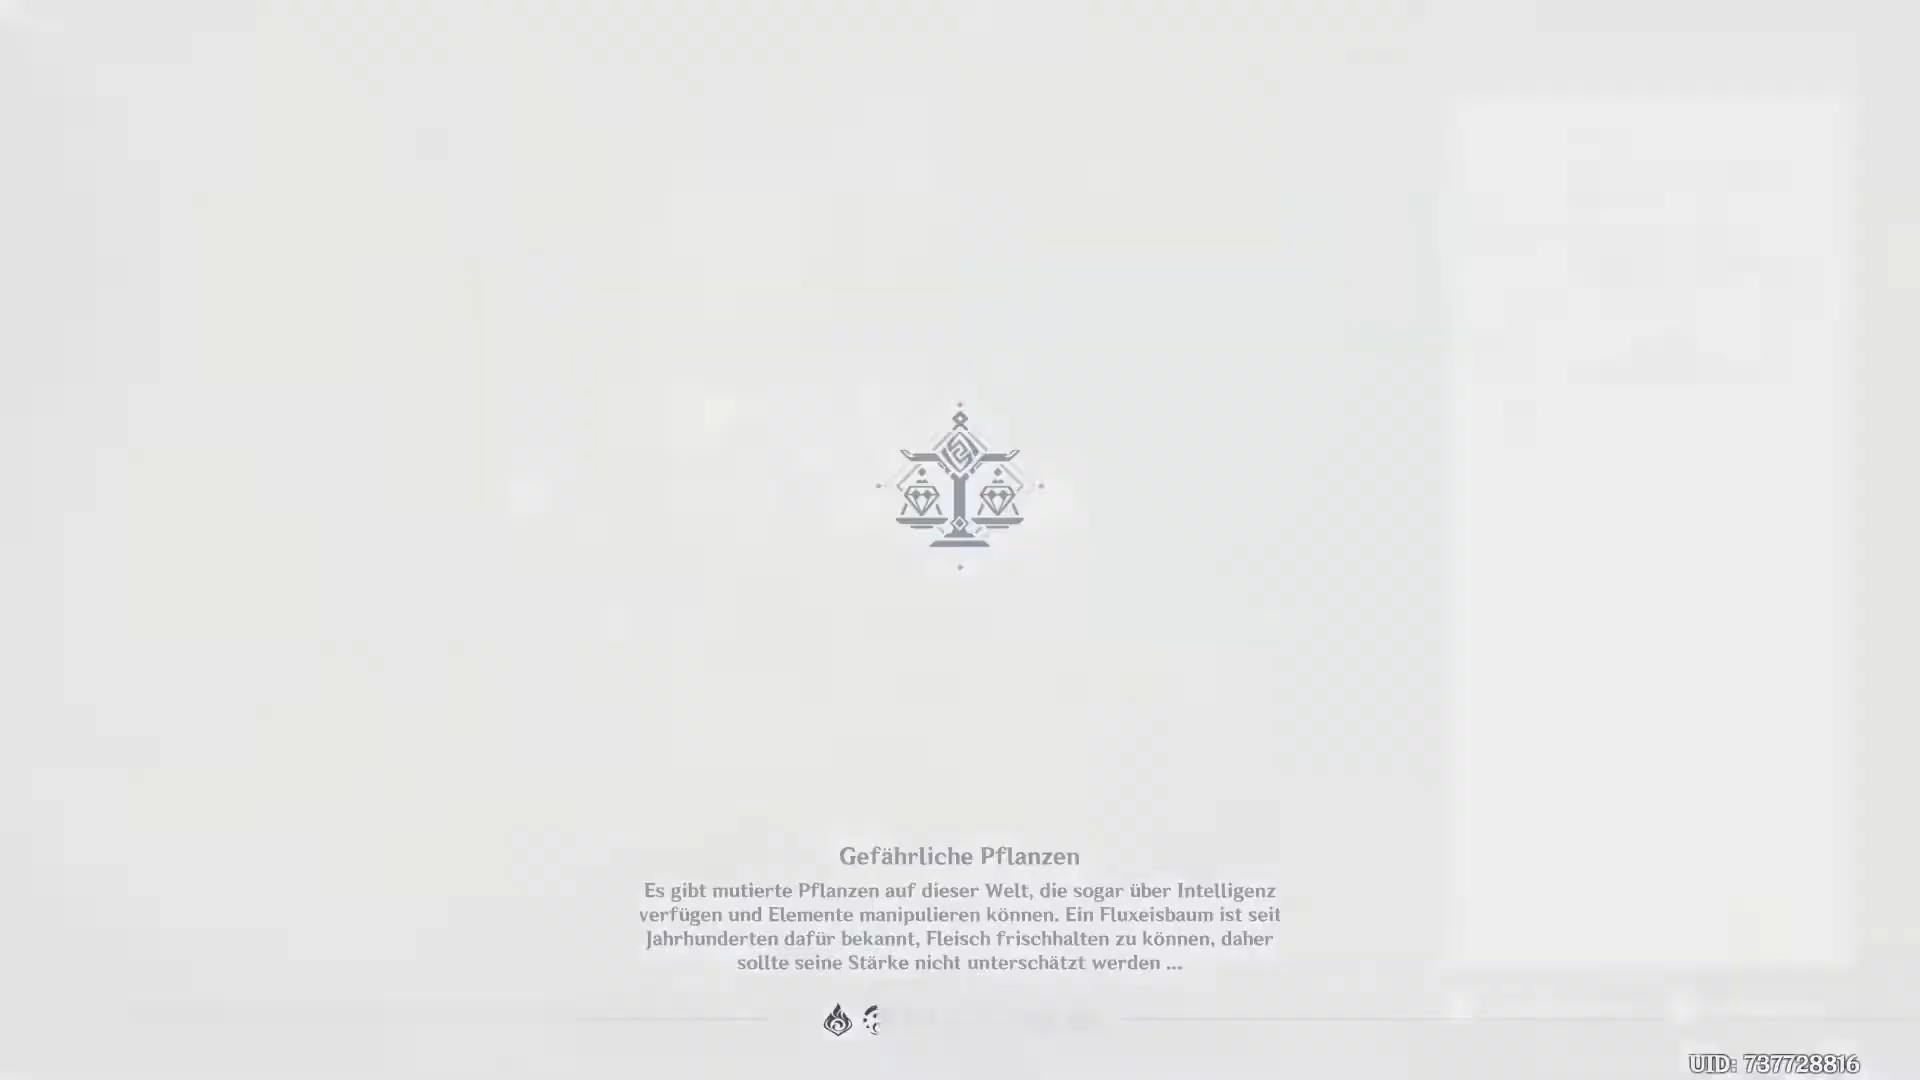 Gefährliche Pflanzen
Es gibt mutierte Pflanzen auf dieser Welt, die sogar über Intelligenz
verfügen und Elemente manipulieren können. Ein Fluxeisbaum ist seit
Jahrhunderten dafür bekannt, Fleisch frischhalten zu können, daher
sollte seine Stärke nicht unterschätzt werden ...
UID: 737728816